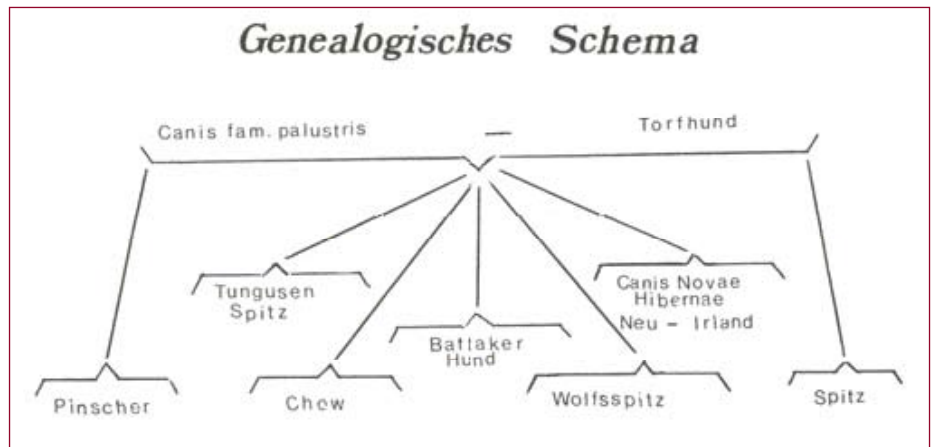 Genealogisches Schema
Canis fam. palustris – Torfhund
Tungusen
Spitz
Canis Novae
Hibernae
Neu – Irland
Battaker
Hund
Pinscher
Chow
Wolfsspitz
Spitz